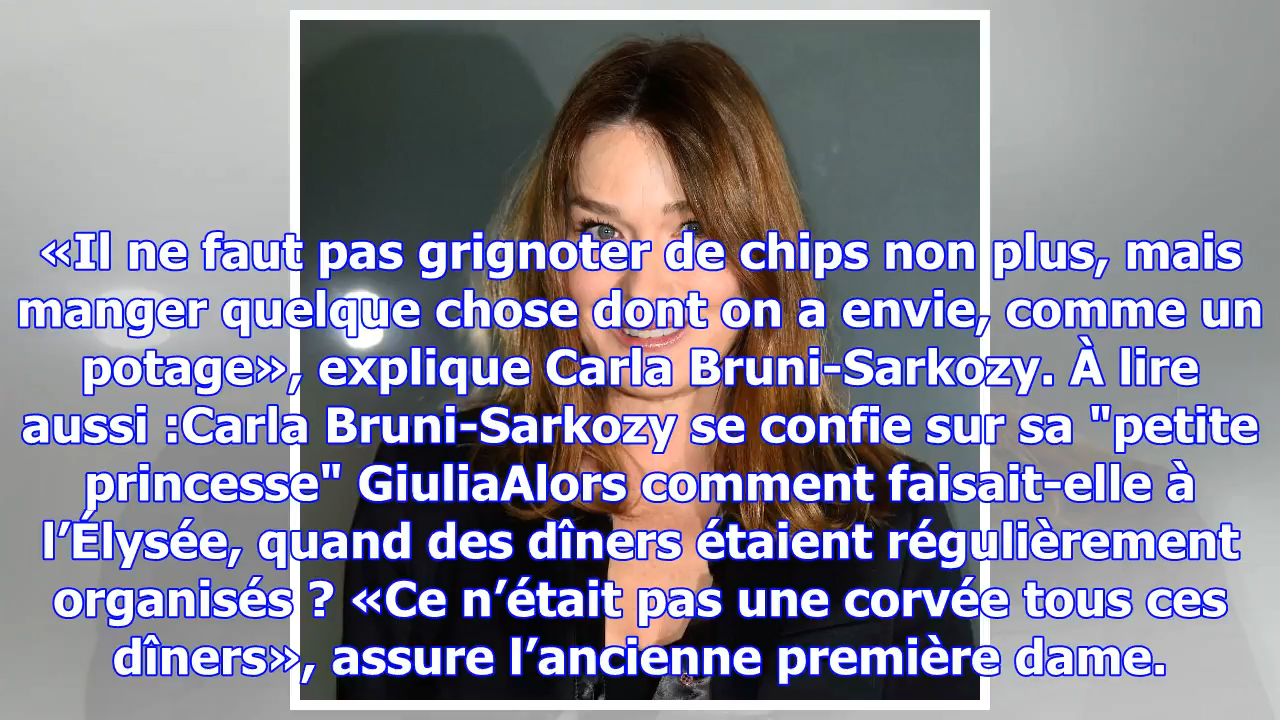 «Il ne faut pas grignoter de chips non plus, mais
manger quelque chose dont on a envie, comme un
potage», explique Carla Bruni-Sarkozy. À lire
aussi :Carla Bruni-Sarkozy se confie sur sa "petite
princesse" GiuliaAlors comment faisait-elle à
l’Élysée, quand des dîners étaient régulièrement
organisés ? «Ce n’était pas une corvée tous ces
dîners», assure l’ancienne première dame.